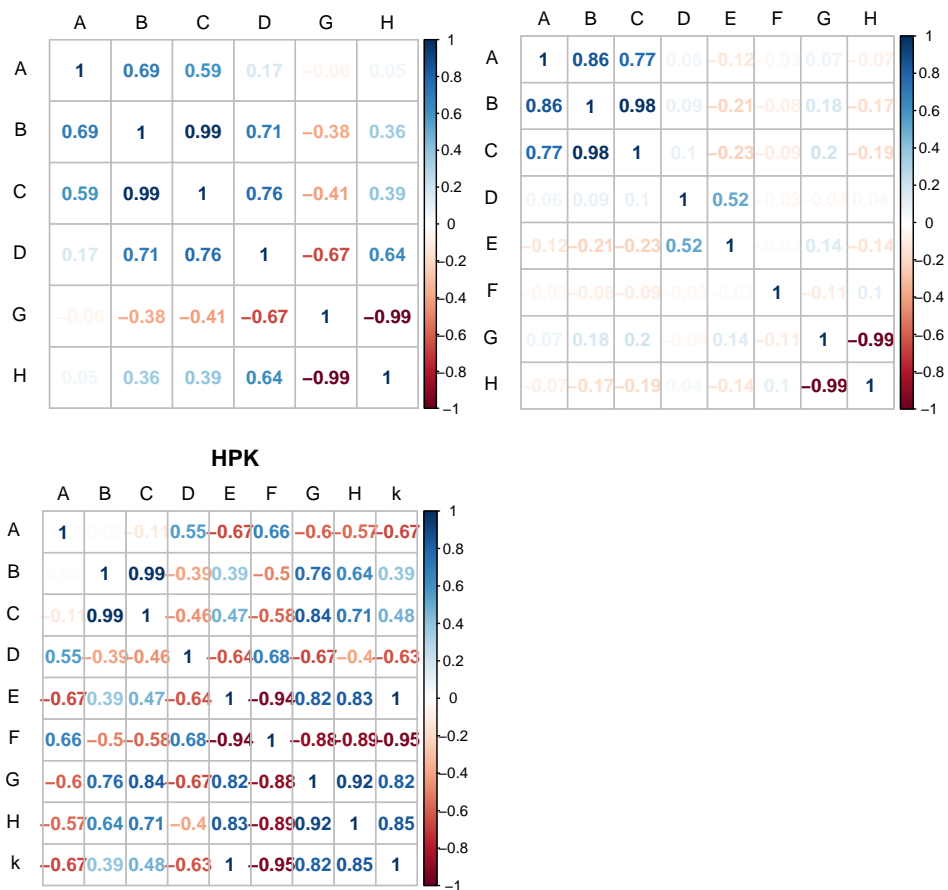 A B C D G H
A 1 0.69 0.59 0.17 −0.06 0.05
B 0.69 1 0.99 0.71 −0.38 0.36
C 0.59 0.99 1 0.76 −0.41 0.39
D 0.17 0.71 0.76 1 −0.67 0.64
G −0.06 −0.38 −0.41 −0.67 1 −0.99
H 0.05 0.36 0.39 0.64 −0.99 1
1
0.8
0.6
0.4
0.2
0
−0.2
−0.4
−0.6
−0.8
−1
A B C D E F G H
A 1 0.86 0.77 0.06 −0.12 −0.03 0.07 −0.07
B 0.86 1 0.98 0.09 −0.21 −0.08 0.18 −0.17
C 0.77 0.98 1 0.1 −0.23 −0.09 0.2 −0.19
D 0.06 0.09 0.1 1 0.52 −0.03 −0.04 0.04
E −0.12 −0.21 −0.23 0.52 1 −0.03 0.14 −0.14
F −0.03 −0.08 −0.09 −0.03 −0.03 1 −0.11 0.1
G 0.07 0.18 0.2 −0.04 0.14 −0.11 1 −0.99
H −0.07 −0.17 −0.19 0.04 −0.14 0.1 −0.99 1
1
0.8
0.6
0.4
0.2
0
−0.2
−0.4
−0.6
−0.8
−1
HPK
A B C D E F G H k
A 1 −0.11 0.55 −0.67 0.66 −0.6 −0.57 −0.67
B 1 0.99 −0.39 0.39 −0.5 0.76 0.64 0.39
C −0.11 0.99 1 −0.46 0.47 −0.58 0.84 0.71 0.48
D 0.55 −0.39 −0.46 1 −0.64 0.68 −0.67 −0.4 −0.63
E −0.67 0.39 0.47 −0.64 1 −0.94 0.82 0.83 1
F 0.66 −0.5 −0.58 0.68 −0.94 1 −0.88 −0.89 −0.95
G −0.6 0.76 0.84 −0.67 0.82 −0.88 1 0.92 0.82
H −0.57 0.64 0.71 −0.4 0.83 −0.89 0.92 1 0.85
k −0.67 0.39 0.48 −0.63 1 −0.95 0.82 0.85 1
1
0.8
0.6
0.4
0.2
0
−0.2
−0.4
−0.6
−0.8
−1